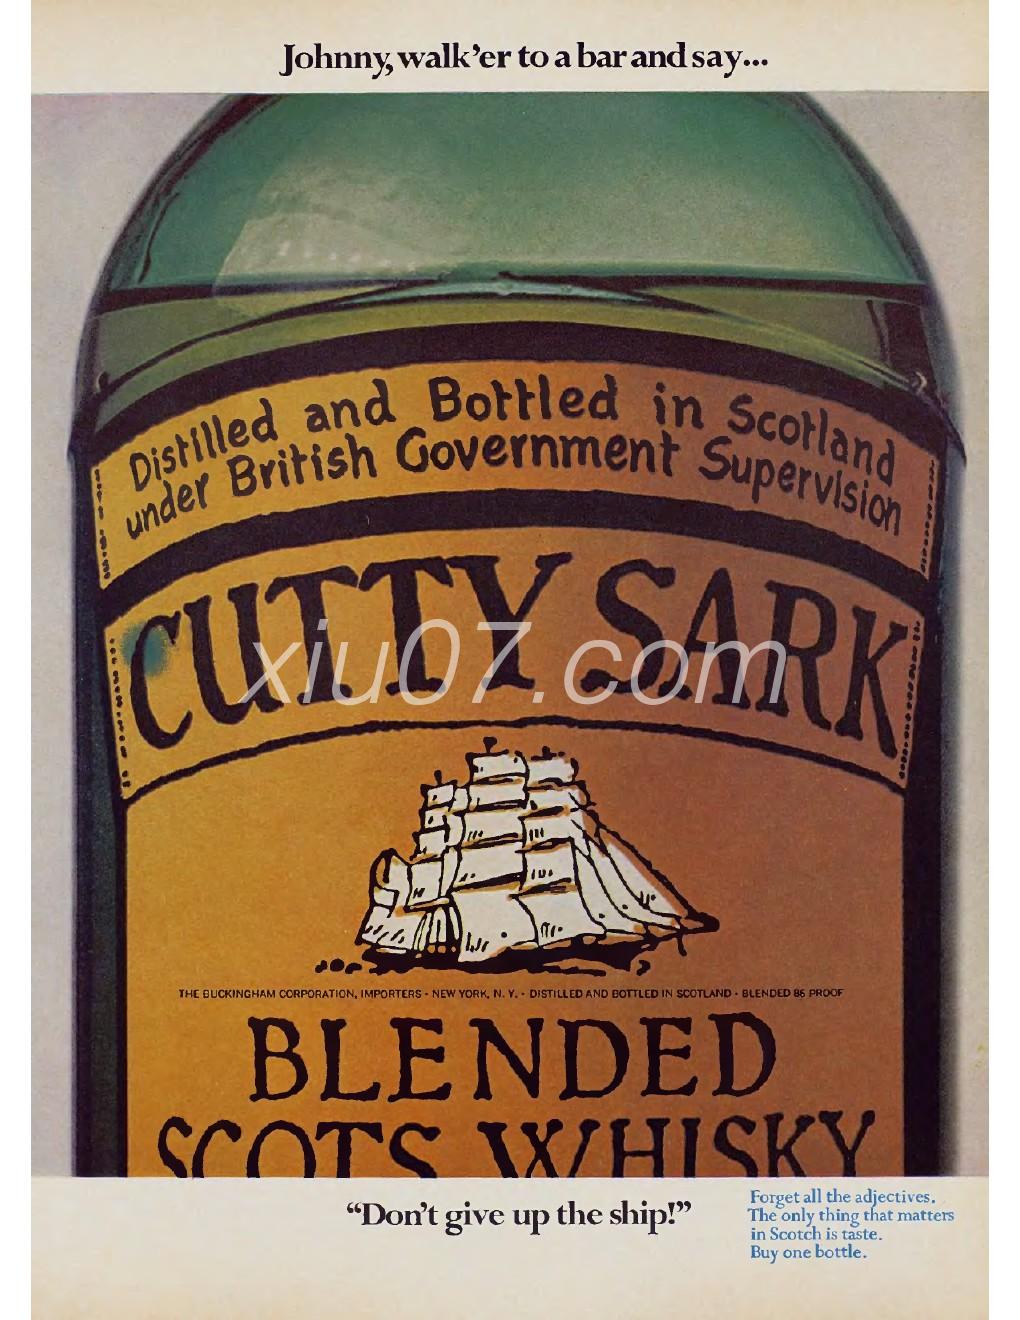 Johnny, walk'er to a bar and say...
Distilled and Bottled in Scotland
under British Government Supervision
CUTTY SARK
xiu07.com
THE BUCKINGHAM CORPORATION, IMPORTERS • NEW YORK, N. Y. • DISTILLED AND BOTTLED IN SCOTLAND • BLENDED 86 PROOF
BLENDED
SCOTS WHISKY
“Don't give up the ship!”
Forget all the adjectives.
The only thing that matters
in Scotch is taste.
Buy one bottle.